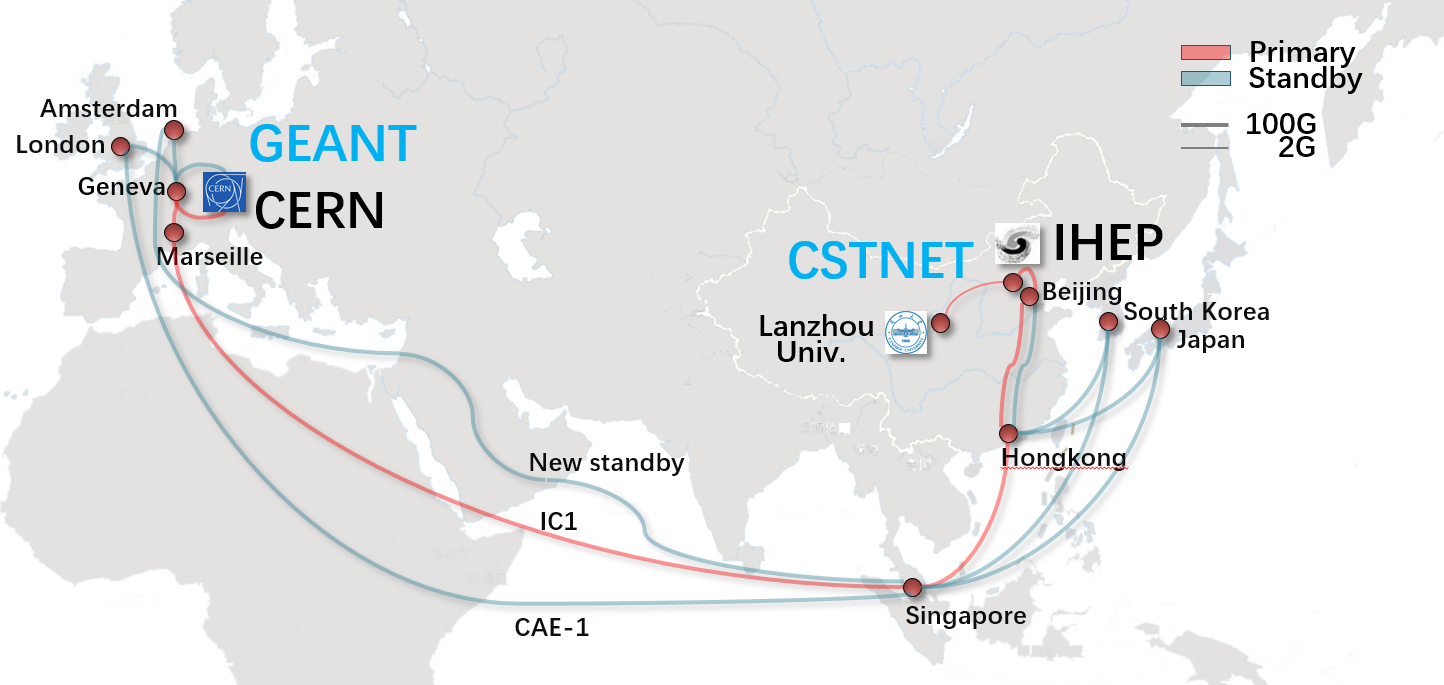 Primary
Standby
100G
2G
Amsterdam
London
GEANT
Geneva
CERN
CERN
Marseille
IHEP
CSTNET
Beijing
South Korea
Japan
Lanzhou
Univ.
Hongkong
New standby
IC1
Singapore
CAE-1